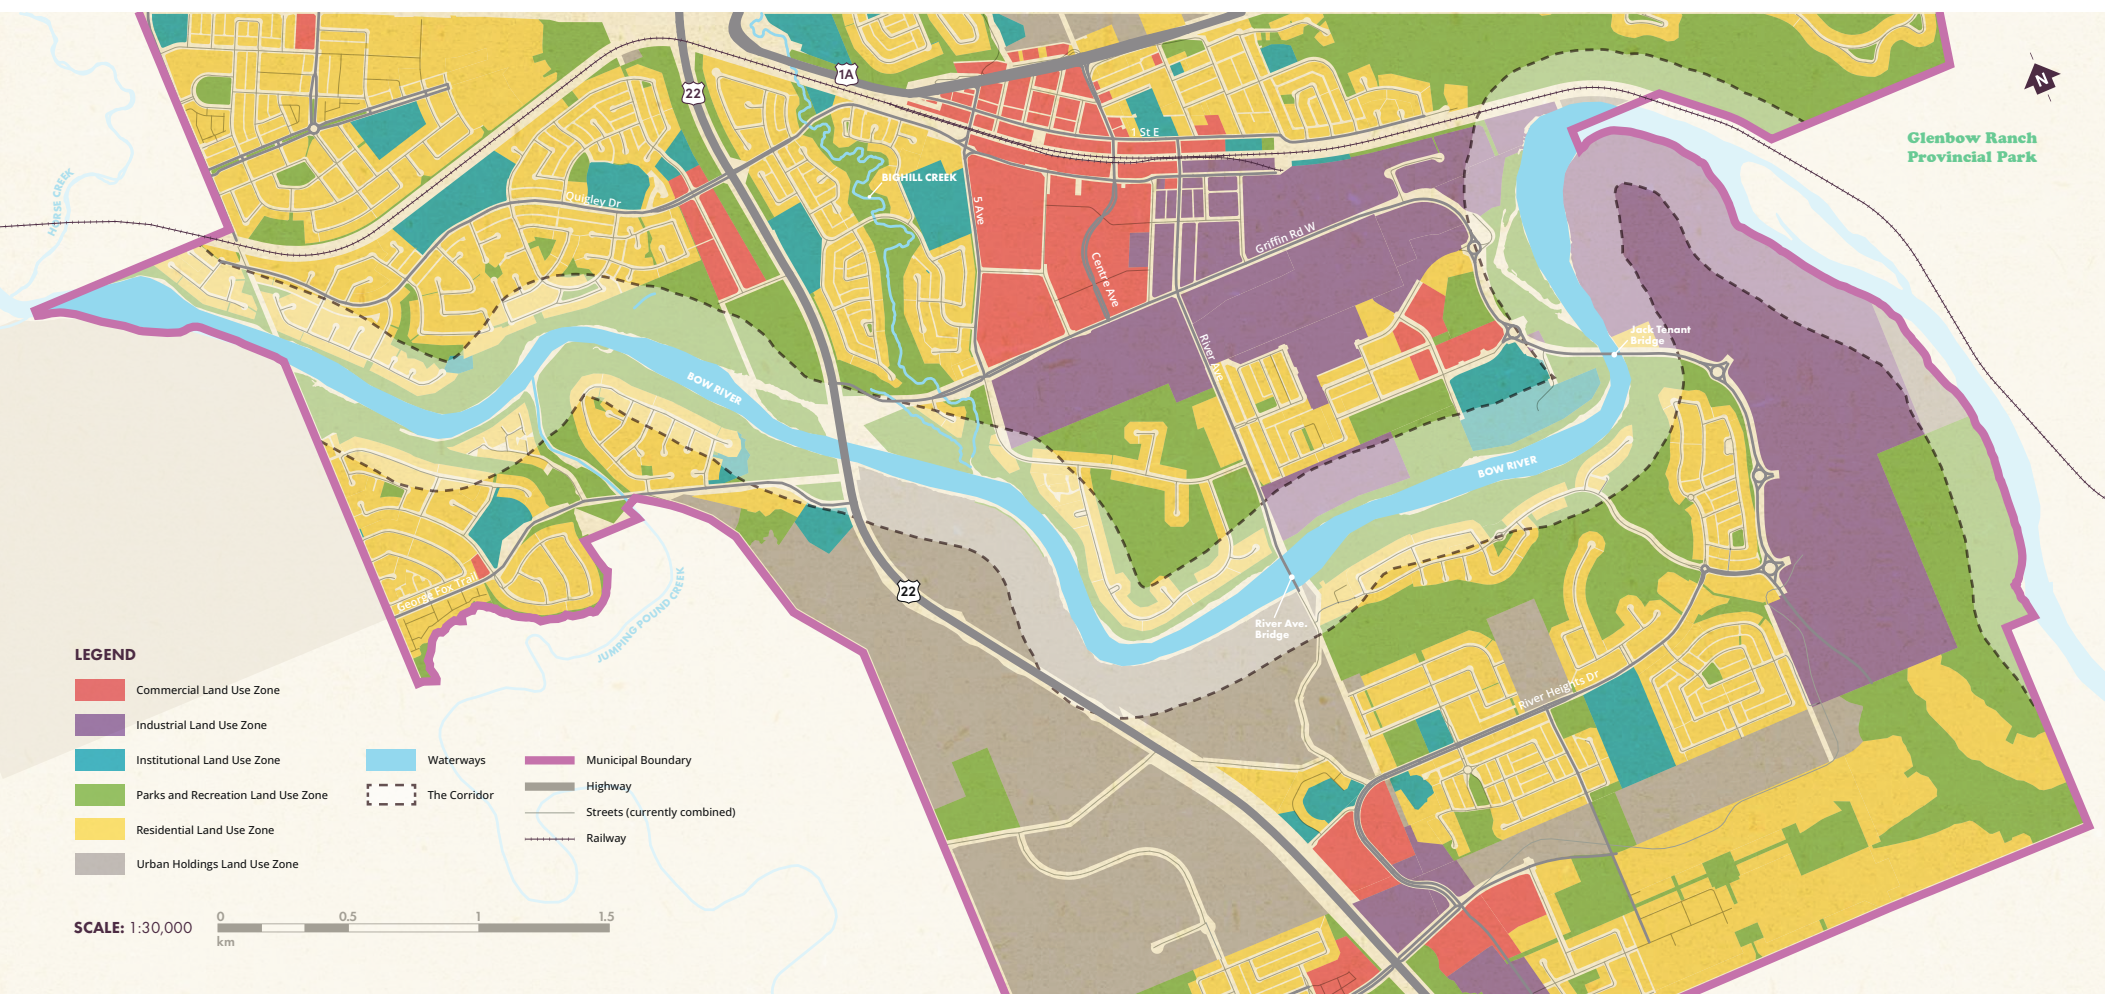 1A
22
N
Glenbow Ranch
Provincial Park
1 St E
HORSE CREEK
BIGHILL CREEK
Quigley Dr
5 Ave
Griffin Rd W
Centre Ave
River Ave
Jack Tenant
Bridge
BOW RIVER
BOW RIVER
George Fox Trail
22
JUMPING POUND CREEK
River Ave.
Bridge
River Heights Dr
LEGEND
Commercial Land Use Zone
Industrial Land Use Zone
Institutional Land Use Zone
Parks and Recreation Land Use Zone
Residential Land Use Zone
Urban Holdings Land Use Zone
Waterways
The Corridor
Municipal Boundary
Highway
Streets (currently combined)
Railway
SCALE: 1:30,000
0 0.5 1 1.5
km